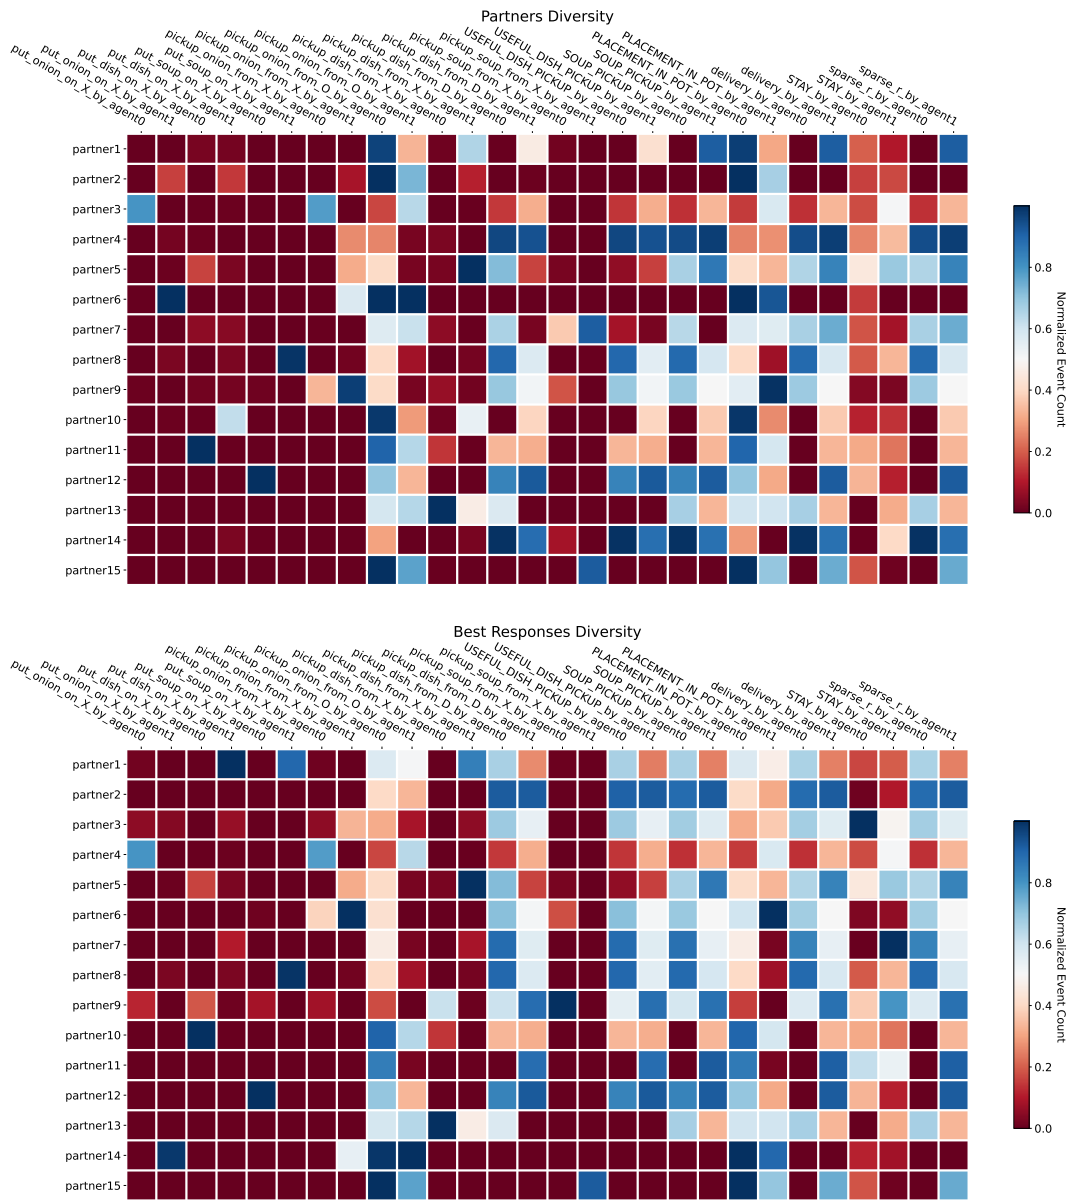 Partners Diversity
put_onion_on_X_by_agent0
put_onion_on_X_by_agent1
put_dish_on_X_by_agent0
put_dish_on_X_by_agent1
put_soup_on_X_by_agent0
put_soup_on_X_by_agent1
pickup_onion_from_X_by_agent0
pickup_onion_from_X_by_agent1
pickup_onion_from_O_by_agent0
pickup_onion_from_O_by_agent1
pickup_dish_from_X_by_agent0
pickup_dish_from_X_by_agent1
pickup_dish_from_D_by_agent0
pickup_dish_from_D_by_agent1
pickup_soup_from_X_by_agent0
pickup_soup_from_X_by_agent1
USEFUL_DISH_PICKUP_by_agent0
USEFUL_DISH_PICKUP_by_agent1
SOUP_PICKUP_by_agent0
SOUP_PICKUP_by_agent1
PLACEMENT_IN_POT_by_agent0
PLACEMENT_IN_POT_by_agent1
delivery_by_agent0
delivery_by_agent1
STAY_by_agent0
STAY_by_agent1
sparse_r_by_agent0
sparse_r_by_agent1
partner1
partner2
partner3
partner4
partner5
partner6
partner7
partner8
partner9
partner10
partner11
partner12
partner13
partner14
partner15
0.8
0.6
0.4
0.2
0.0
Normalized Event Count
Best Responses Diversity
put_onion_on_X_by_agent0
put_onion_on_X_by_agent1
put_dish_on_X_by_agent0
put_dish_on_X_by_agent1
put_soup_on_X_by_agent0
put_soup_on_X_by_agent1
pickup_onion_from_X_by_agent0
pickup_onion_from_X_by_agent1
pickup_onion_from_O_by_agent0
pickup_onion_from_O_by_agent1
pickup_dish_from_X_by_agent0
pickup_dish_from_X_by_agent1
pickup_dish_from_D_by_agent0
pickup_dish_from_D_by_agent1
pickup_soup_from_X_by_agent0
pickup_soup_from_X_by_agent1
USEFUL_DISH_PICKUP_by_agent0
USEFUL_DISH_PICKUP_by_agent1
SOUP_PICKUP_by_agent0
SOUP_PICKUP_by_agent1
PLACEMENT_IN_POT_by_agent0
PLACEMENT_IN_POT_by_agent1
delivery_by_agent0
delivery_by_agent1
STAY_by_agent0
STAY_by_agent1
sparse_r_by_agent0
sparse_r_by_agent1
partner1
partner2
partner3
partner4
partner5
partner6
partner7
partner8
partner9
partner10
partner11
partner12
partner13
partner14
partner15
0.8
0.6
0.4
0.2
0.0
Normalized Event Count